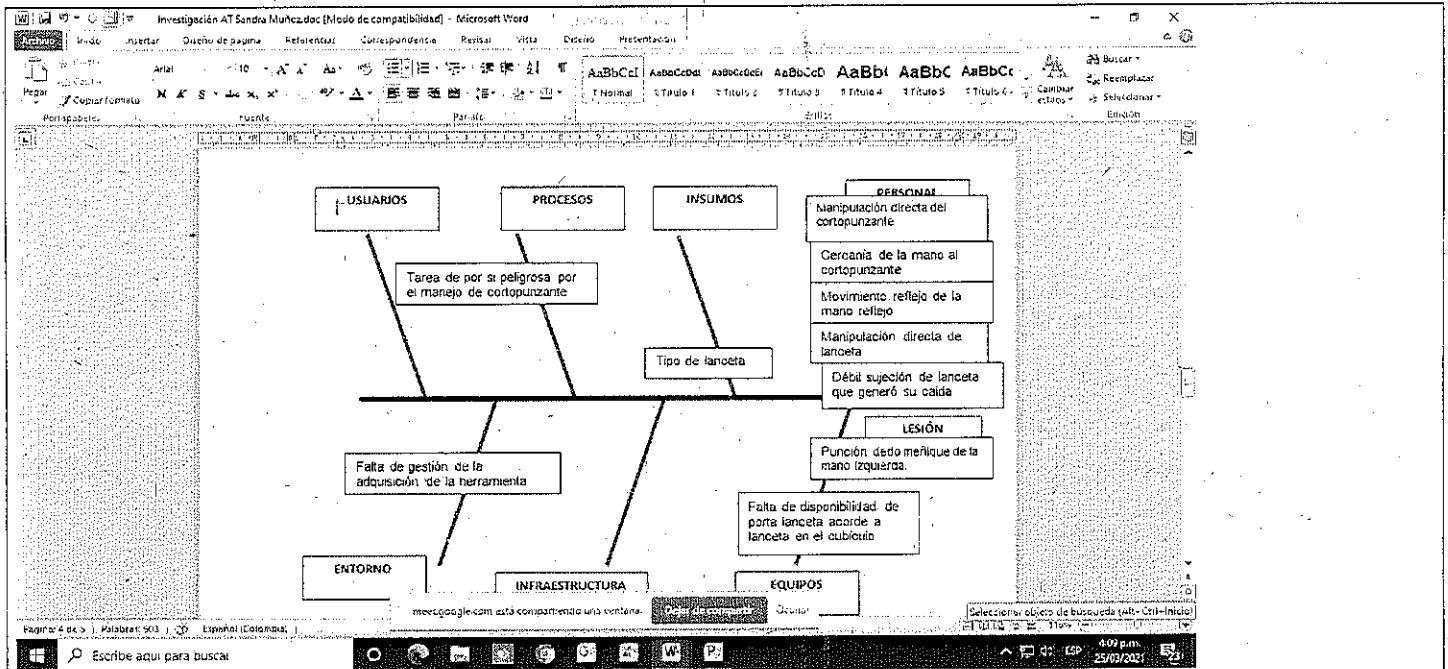 Investigación AT Sandra Muñoz.doc [Modo de compatibilidad] - Microsoft Word
Archivo Inicio Insertar Diseño de página Referencias Correspondencia Revisar Vista Diseño Presentación
Pegar
Copiar formato
Arial 10
N K S
AaBbCcI AaBbCcDdI AaBbCcDcEe AaBbCcD AaBbC AaBbC AaBbCc
Normal Título 1 Título 2 Título 3 Título 4 Título 5 Título 6
Cambiar estilos
Buscar
Reemplazar
Seleccionar
Portapapeles Fuente Párrafo Edición
USUARIOS
PROCESOS
INSUMOS
PERSONAL
Manipulación directa del
cortopunzante
Cercanía de la mano al
cortopunzante
Movimiento reflejo de la
mano reflejo
Manipulación directa de
lanceta
Débil sujeción de lanceta
que generó su caída
Tarea de por si peligrosa por
el manejo de cortopunzante
Tipo de lanceta
LESIÓN
Punción dedo meñique de la
mano izquierda.
Falta de gestión de la
adquisición de la herramienta
Falta de disponibilidad de
porta lanceta acorde a
lanceta en el cubículo
ENTORNO
INFRAESTRUCTURA
EQUIPOS
meet.google.com está compartiendo una ventana.
Ocultar
Seleccionar objeto de búsqueda (Alt+Ctrl+Inicio)
Página: 4 de 5 Palabras: 903 Español (Colombia)
Escribe aquí para buscar
ESP
4:09 p.m.
25/03/2021